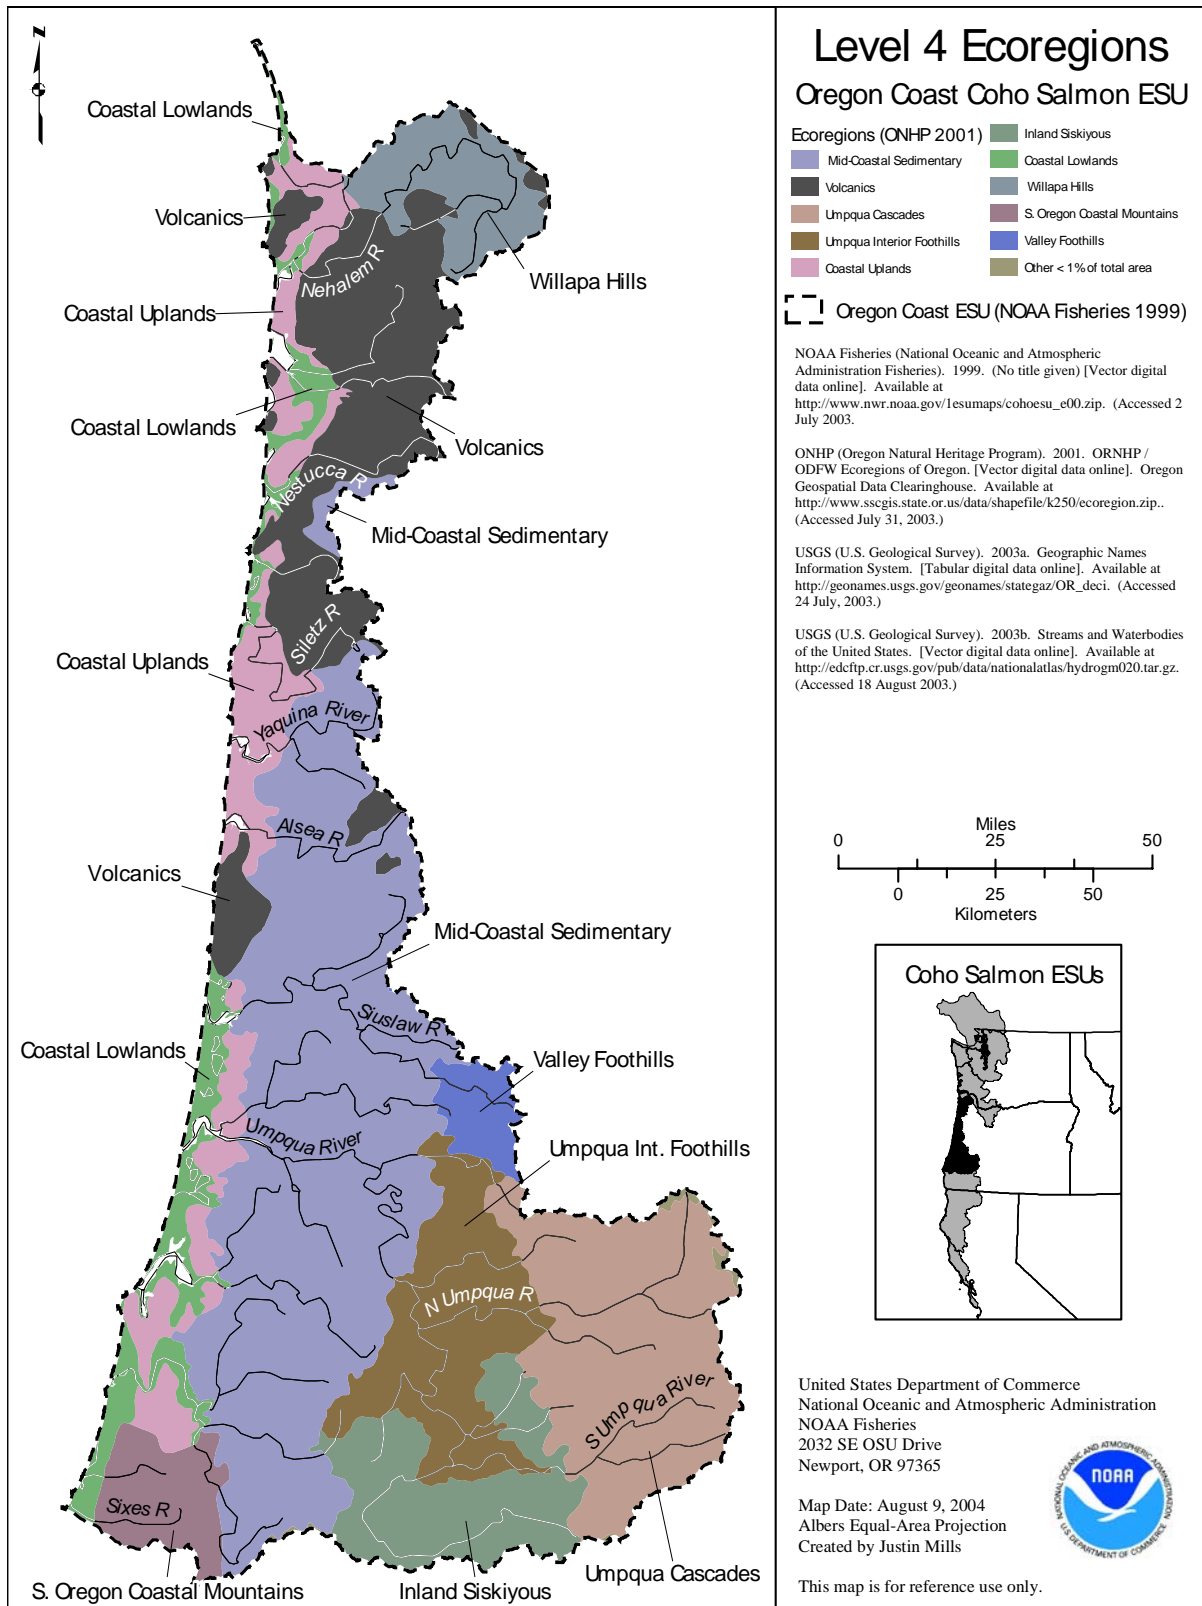 Level 4 Ecoregions
Oregon Coast Coho Salmon ESU
Ecoregions (ONHP 2001)
Mid-Coastal Sedimentary
Volcanics
Umpqua Cascades
Umpqua Interior Foothills
Coastal Uplands
Inland Siskiyous
Coastal Lowlands
Willapa Hills
S. Oregon Coastal Mountains
Valley Foothills
Other < 1% of total area
Oregon Coast ESU (NOAA Fisheries 1999)
NOAA Fisheries (National Oceanic and Atmospheric
Administration Fisheries). 1999. (No title given) [Vector digital
data online]. Available at
http://www.nwr.noaa.gov/1esumaps/cohoesu_e00.zip. (Accessed 2
July 2003.
ONHP (Oregon Natural Heritage Program). 2001. ORNHP /
ODFW Ecoregions of Oregon. [Vector digital data online]. Oregon
Geospatial Data Clearinghouse. Available at
http://www.sscgis.state.or.us/data/shapefile/k250/ecoregion.zip..
(Accessed July 31, 2003.)
USGS (U.S. Geological Survey). 2003a. Geographic Names
Information System. [Tabular digital data online]. Available at
http://geonames.usgs.gov/geonames/stategaz/OR_deci. (Accessed
24 July, 2003.)
USGS (U.S. Geological Survey). 2003b. Streams and Waterbodies
of the United States. [Vector digital data online]. Available at
http://edcftp.cr.usgs.gov/pub/data/nationalatlas/hydrogm020.tar.gz.
(Accessed 18 August 2003.)
Miles
0 25 50
0 25 50
Kilometers
Coho Salmon ESUs
United States Department of Commerce
National Oceanic and Atmospheric Administration
NOAA Fisheries
2032 SE OSU Drive
Newport, OR 97365
Map Date: August 9, 2004
Albers Equal-Area Projection
Created by Justin Mills
This map is for reference use only.
NATIONAL OCEANIC AND ATMOSPHERIC ADMINISTRATION
NOAA
U.S. DEPARTMENT OF COMMERCE
N
Coastal Lowlands
Volcanics
Nehalem R
Willapa Hills
Coastal Uplands
Coastal Lowlands
Volcanics
Nestucca R
Mid-Coastal Sedimentary
Siletz R
Coastal Uplands
Yaquina River
Alsea R
Volcanics
Mid-Coastal Sedimentary
Siuslaw R
Coastal Lowlands
Valley Foothills
Umpqua River
Umpqua Int. Foothills
N Umpqua R
S Umpqua River
Sixes R
S. Oregon Coastal Mountains
Inland Siskiyous
Umpqua Cascades